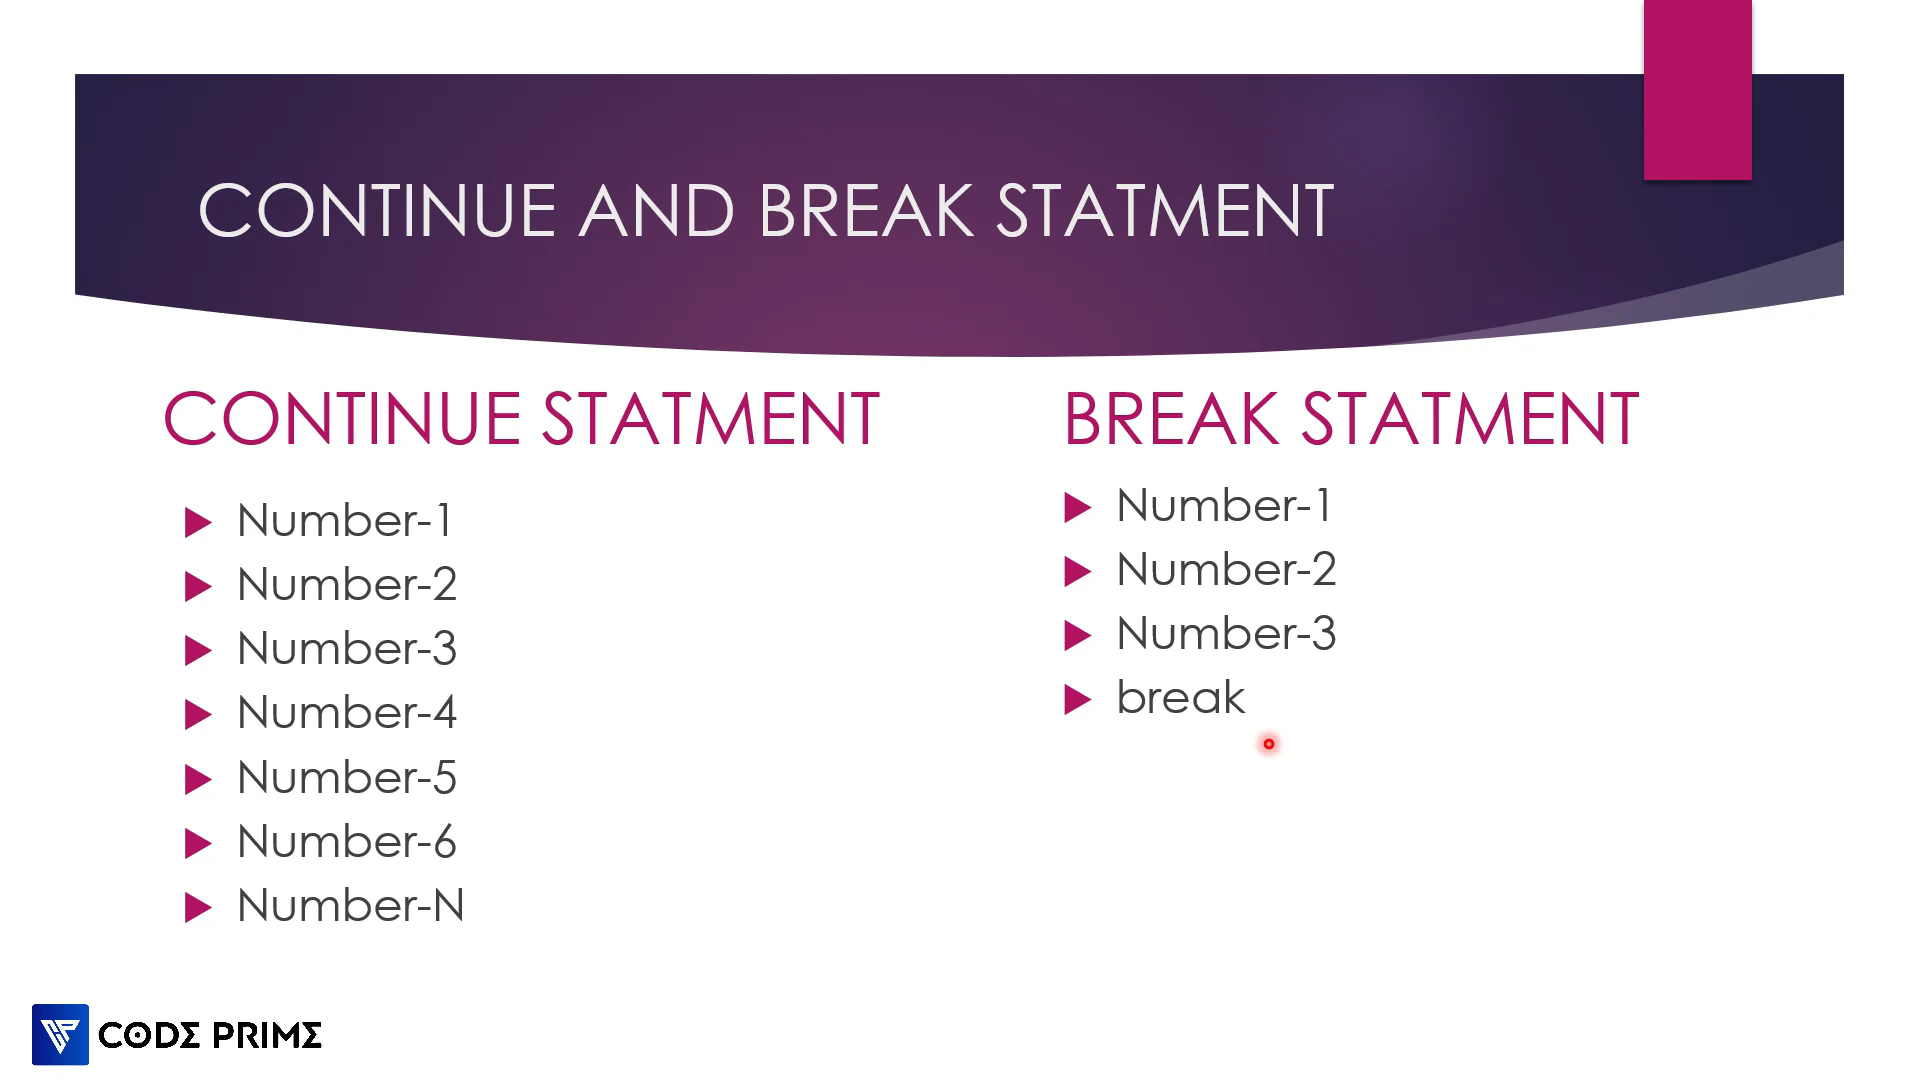 CONTINUE AND BREAK STATMENT
CONTINUE STATMENT
Number-1
Number-2
Number-3
Number-4
Number-5
Number-6
Number-N
BREAK STATMENT
Number-1
Number-2
Number-3
break
CODΣ PRIMΣ